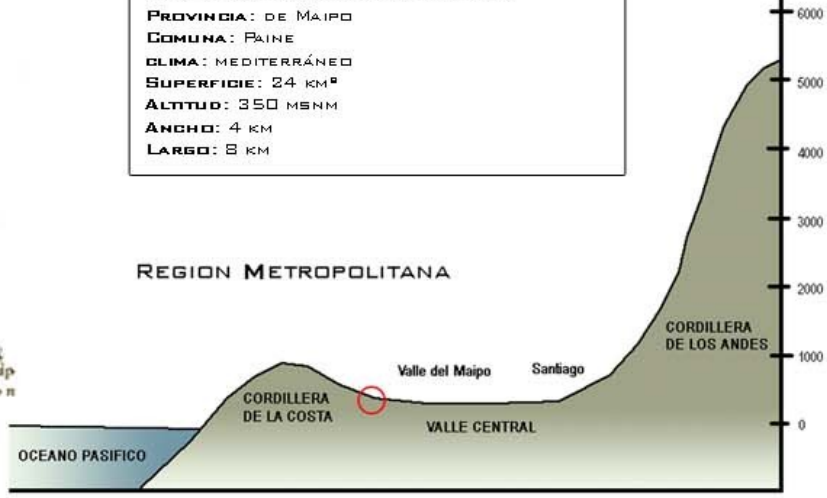 PROVINCIA: DE MAIPO
COMUNA: PAINE
CLIMA: MEDITERRÁNEO
SUPERFICIE: 24 KM²
ALTITUD: 350 MSNM
ANCHO: 4 KM
LARGO: 8 KM
REGION METROPOLITANA
6000
5000
4000
3000
2000
1000
0
CORDILLERA
DE LOS ANDES
Valle del Maipo
Santiago
CORDILLERA
DE LA COSTA
VALLE CENTRAL
OCEANO PASIFICO